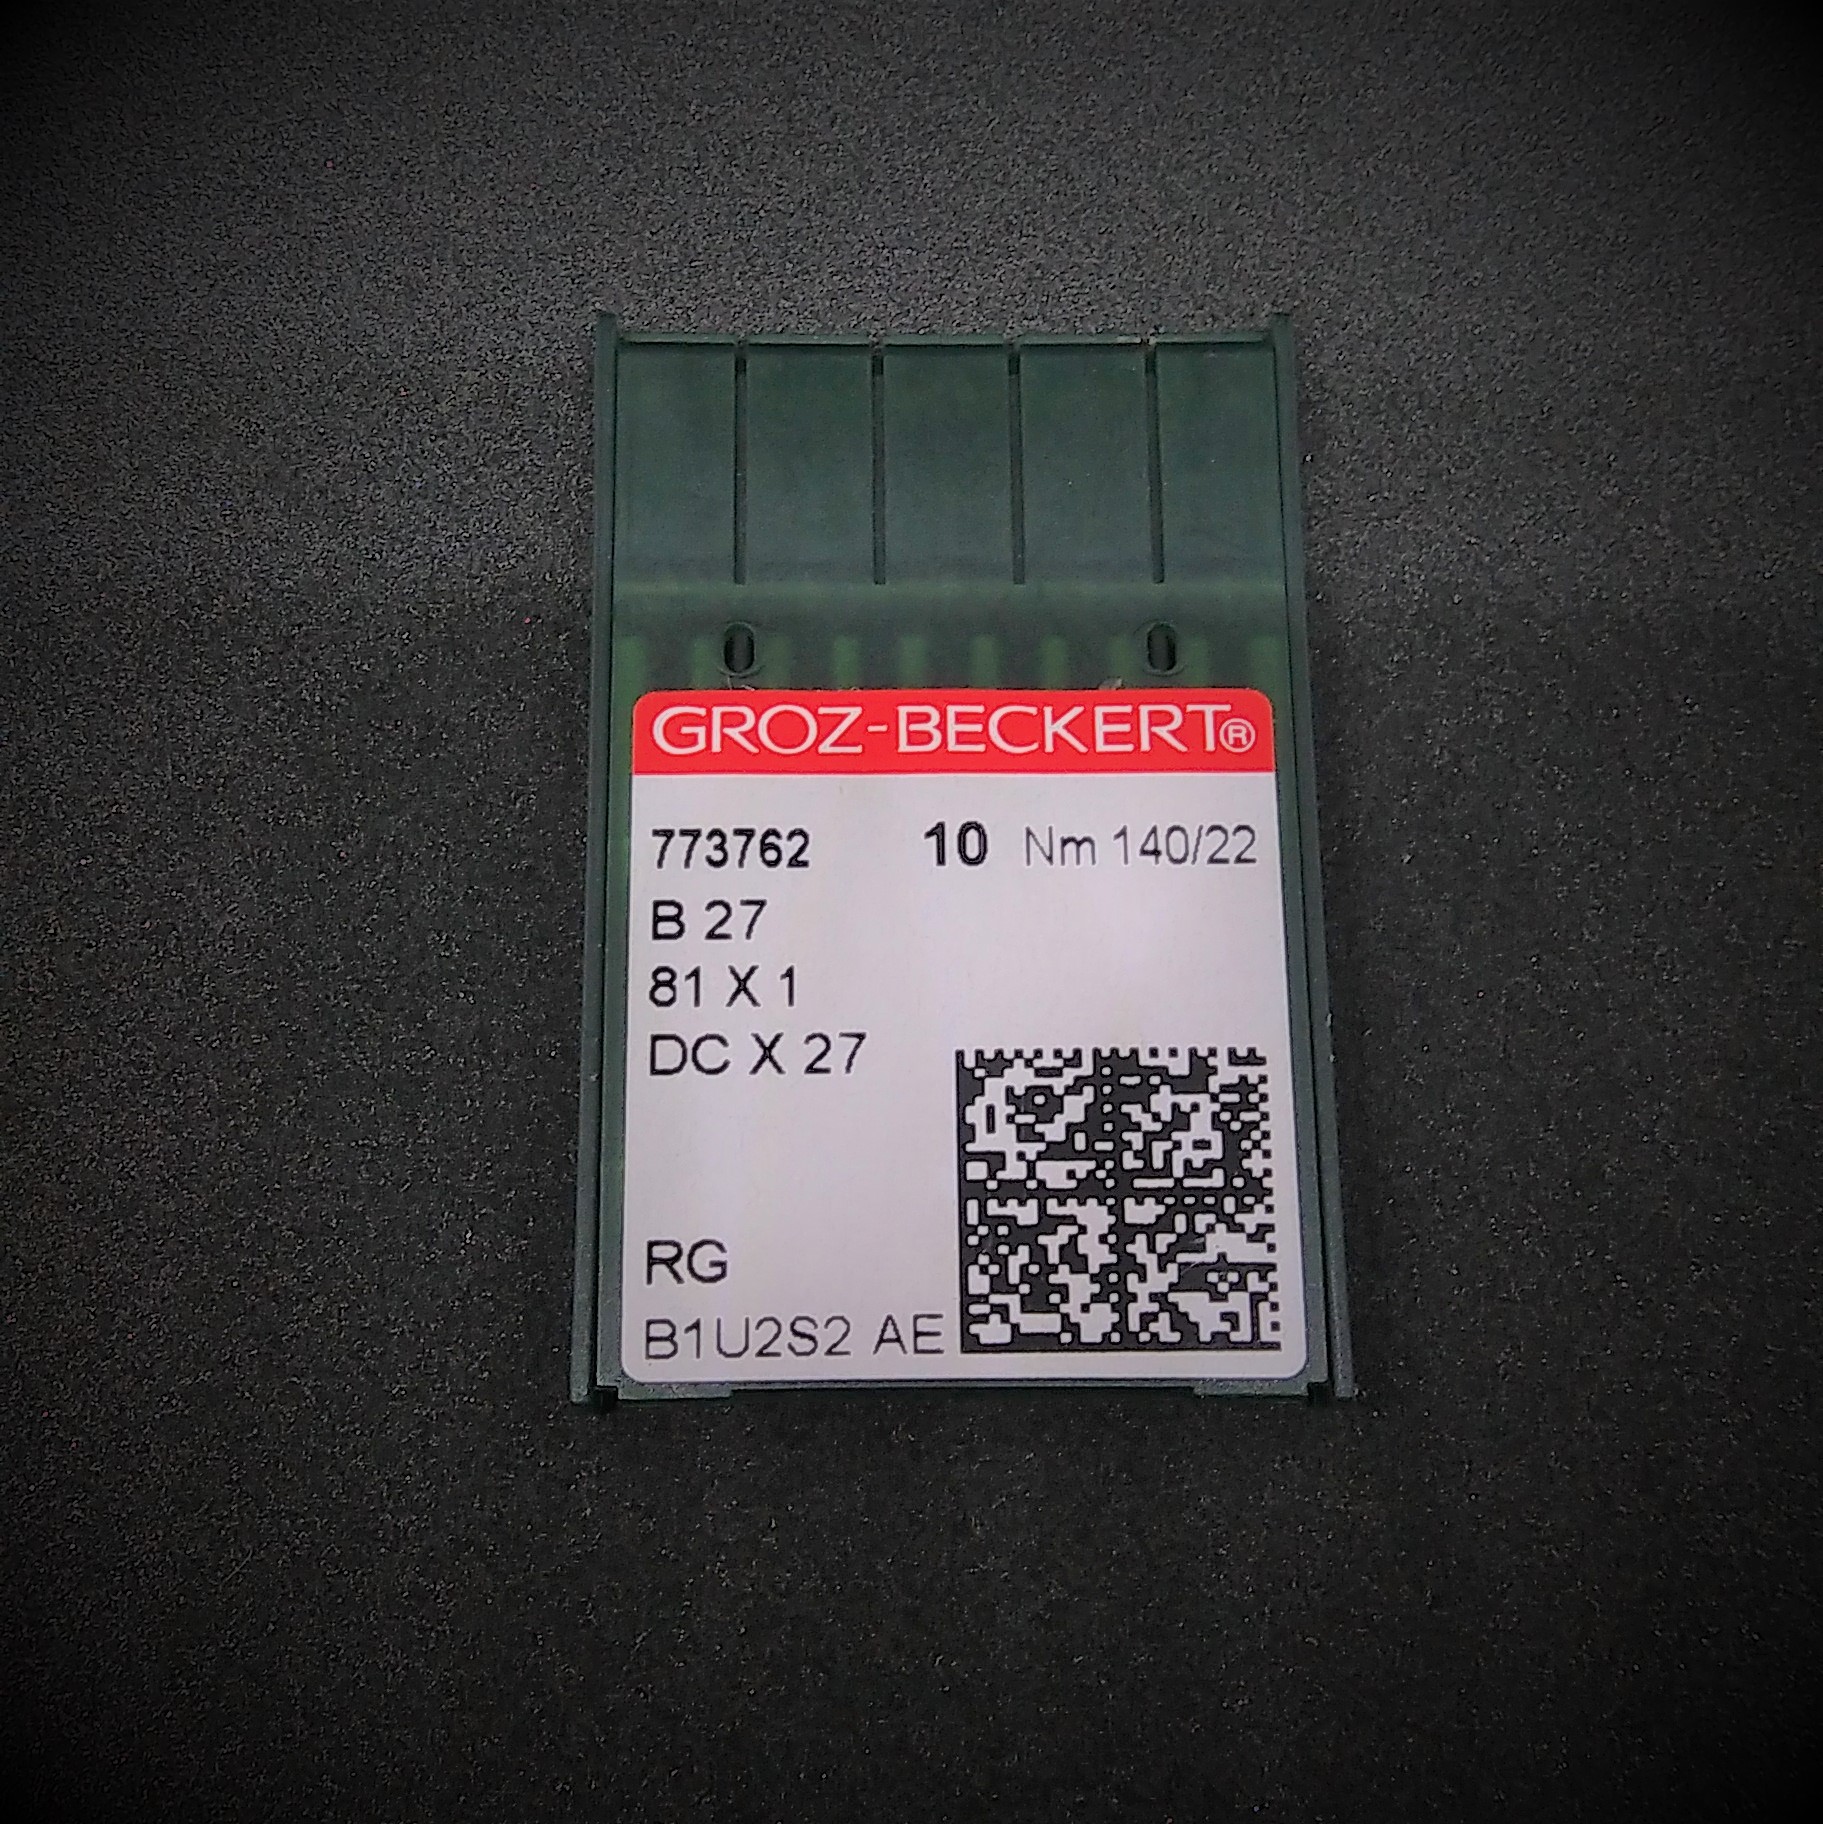 GROZ-BECKERT®
773762 10 Nm 140/22
B 27
81 X 1
DC X 27
RG
B1U2S2 AE